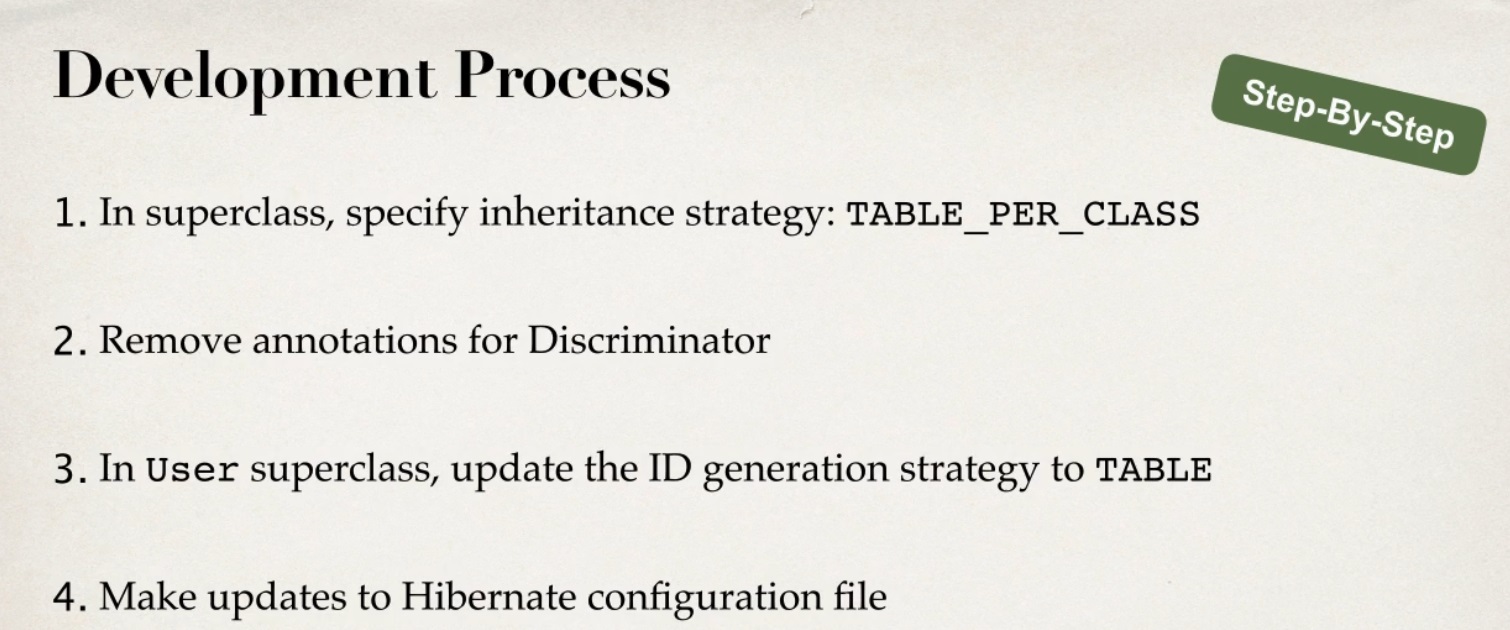 Development Process
Step-By-Step
1. In superclass, specify inheritance strategy: TABLE_PER_CLASS
2. Remove annotations for Discriminator
3. In User superclass, update the ID generation strategy to TABLE
4. Make updates to Hibernate configuration file